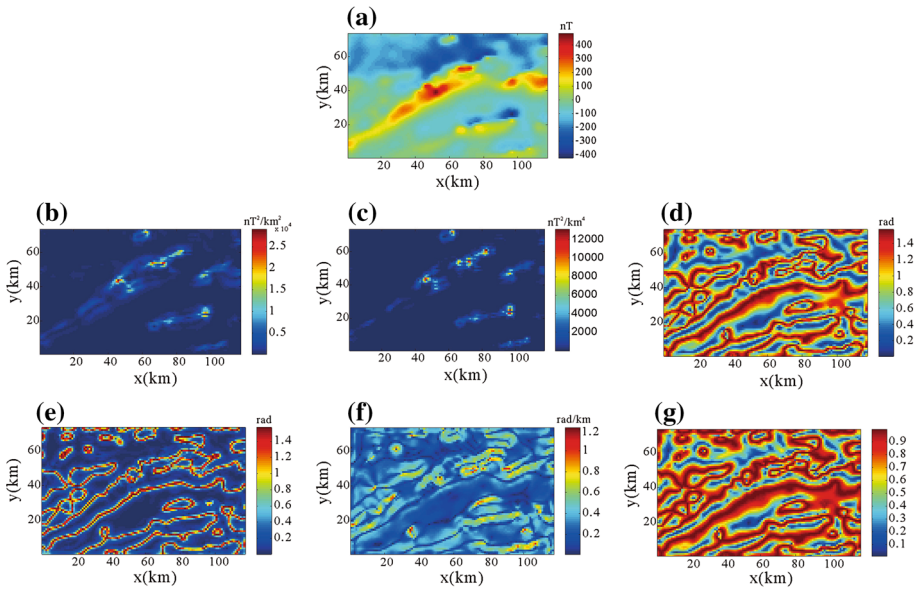 (a)
nT
y(km)
60
40
20
20 40 60 80 100
x(km)
400
300
200
100
0
-100
-200
-300
-400
(b)
nT²/km²
x 10⁴
y(km)
60
40
20
20 40 60 80 100
x(km)
2.5
2
1.5
1
0.5
(c)
nT²/km⁴
y(km)
60
40
20
20 40 60 80 100
x(km)
12000
10000
8000
6000
4000
2000
(d)
rad
y(km)
60
40
20
20 40 60 80 100
x(km)
1.4
1.2
1
0.8
0.6
0.4
0.2
(e)
rad
y(km)
60
40
20
20 40 60 80 100
x(km)
1.4
1.2
1
0.8
0.6
0.4
0.2
(f)
rad/km
y(km)
60
40
20
20 40 60 80 100
x(km)
1.2
1
0.8
0.6
0.4
0.2
(g)
y(km)
60
40
20
20 40 60 80 100
x(km)
0.9
0.8
0.7
0.6
0.5
0.4
0.3
0.2
0.1